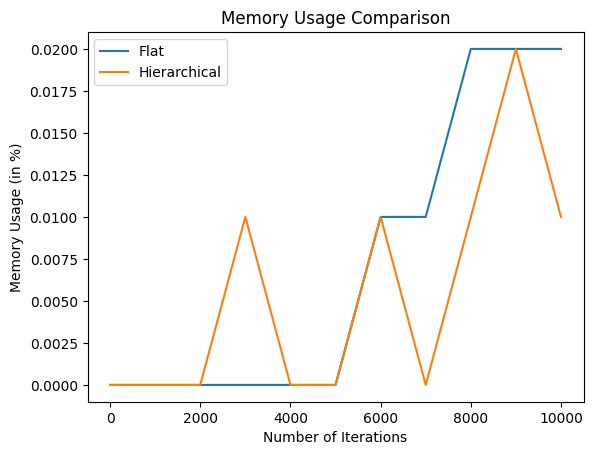 Memory Usage Comparison
Flat
Hierarchical
Memory Usage (in %)
0.0200
0.0175
0.0150
0.0125
0.0100
0.0075
0.0050
0.0025
0.0000
0 2000 4000 6000 8000 10000
Number of Iterations